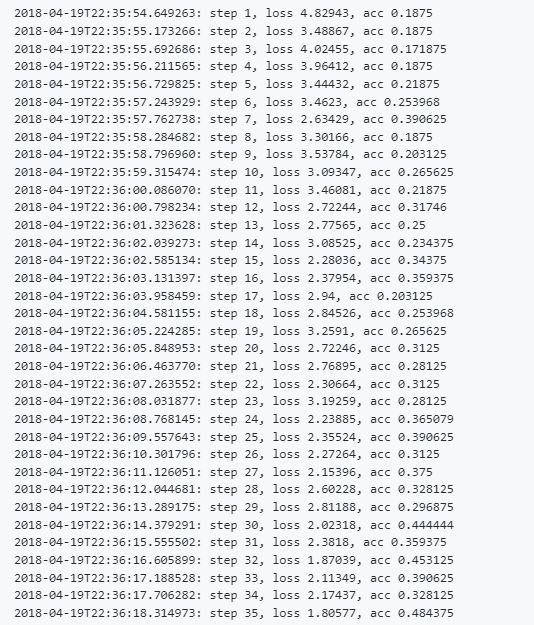 2018-04-19T22:35:54.649263: step 1, loss 4.82943, acc 0.1875
2018-04-19T22:35:55.173266: step 2, loss 3.48867, acc 0.1875
2018-04-19T22:35:55.692686: step 3, loss 4.02455, acc 0.171875
2018-04-19T22:35:56.211565: step 4, loss 3.96412, acc 0.1875
2018-04-19T22:35:56.729825: step 5, loss 3.44432, acc 0.21875
2018-04-19T22:35:57.243929: step 6, loss 3.4623, acc 0.253968
2018-04-19T22:35:57.762738: step 7, loss 2.63429, acc 0.390625
2018-04-19T22:35:58.284682: step 8, loss 3.30166, acc 0.1875
2018-04-19T22:35:58.796960: step 9, loss 3.53784, acc 0.203125
2018-04-19T22:35:59.315474: step 10, loss 3.09347, acc 0.265625
2018-04-19T22:36:00.086070: step 11, loss 3.46081, acc 0.21875
2018-04-19T22:36:00.798234: step 12, loss 2.72244, acc 0.31746
2018-04-19T22:36:01.323628: step 13, loss 2.77565, acc 0.25
2018-04-19T22:36:02.039273: step 14, loss 3.08525, acc 0.234375
2018-04-19T22:36:02.585134: step 15, loss 2.28036, acc 0.34375
2018-04-19T22:36:03.131397: step 16, loss 2.37954, acc 0.359375
2018-04-19T22:36:03.958459: step 17, loss 2.94, acc 0.203125
2018-04-19T22:36:04.581155: step 18, loss 2.84526, acc 0.253968
2018-04-19T22:36:05.224285: step 19, loss 3.2591, acc 0.265625
2018-04-19T22:36:05.848953: step 20, loss 2.72246, acc 0.3125
2018-04-19T22:36:06.463770: step 21, loss 2.76895, acc 0.28125
2018-04-19T22:36:07.263552: step 22, loss 2.30664, acc 0.3125
2018-04-19T22:36:08.031877: step 23, loss 3.19259, acc 0.28125
2018-04-19T22:36:08.768145: step 24, loss 2.23885, acc 0.365079
2018-04-19T22:36:09.557643: step 25, loss 2.35524, acc 0.390625
2018-04-19T22:36:10.301796: step 26, loss 2.27264, acc 0.3125
2018-04-19T22:36:11.126051: step 27, loss 2.15396, acc 0.375
2018-04-19T22:36:12.044681: step 28, loss 2.60228, acc 0.328125
2018-04-19T22:36:13.289175: step 29, loss 2.81188, acc 0.296875
2018-04-19T22:36:14.379291: step 30, loss 2.02318, acc 0.444444
2018-04-19T22:36:15.555502: step 31, loss 2.3818, acc 0.359375
2018-04-19T22:36:16.605899: step 32, loss 1.87039, acc 0.453125
2018-04-19T22:36:17.188528: step 33, loss 2.11349, acc 0.390625
2018-04-19T22:36:17.706282: step 34, loss 2.17437, acc 0.328125
2018-04-19T22:36:18.314973: step 35, loss 1.80577, acc 0.484375